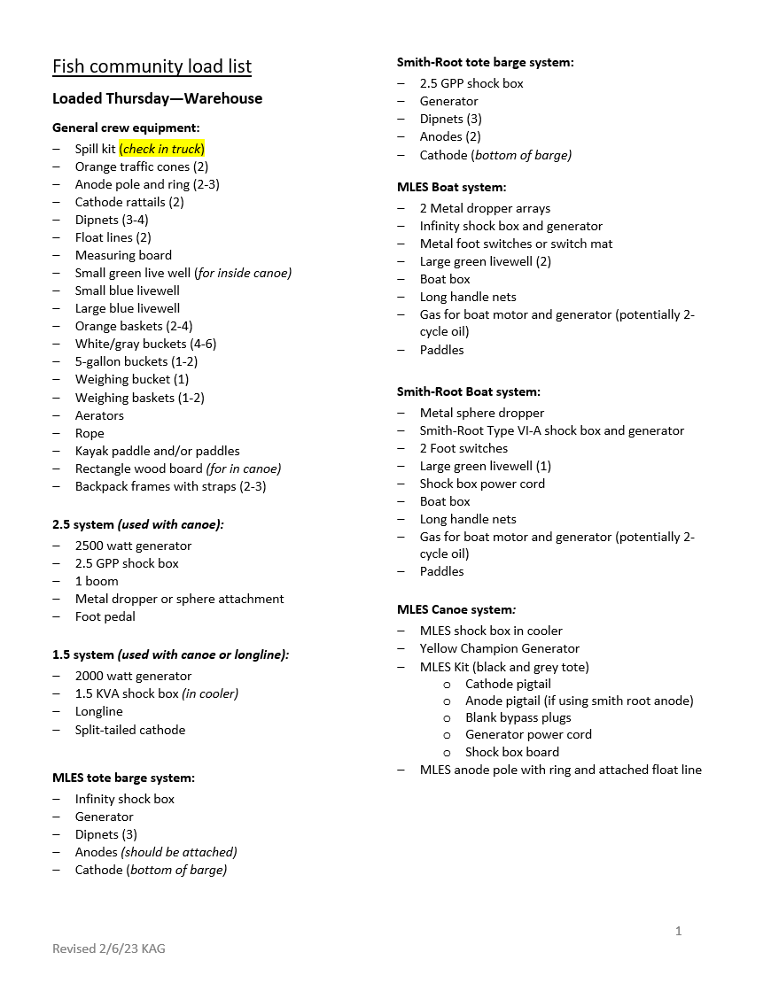 Fish community load list
Loaded Thursday—Warehouse
General crew equipment:
– Spill kit (check in truck)
– Orange traffic cones (2)
– Anode pole and ring (2-3)
– Cathode rattails (2)
– Dipnets (3-4)
– Float lines (2)
– Measuring board
– Small green live well (for inside canoe)
– Small blue livewell
– Large blue livewell
– Orange baskets (2-4)
– White/gray buckets (4-6)
– 5-gallon buckets (1-2)
– Weighing bucket (1)
– Weighing baskets (1-2)
– Aerators
– Rope
– Kayak paddle and/or paddles
– Rectangle wood board (for in canoe)
– Backpack frames with straps (2-3)
2.5 system (used with canoe):
– 2500 watt generator
– 2.5 GPP shock box
– 1 boom
– Metal dropper or sphere attachment
– Foot pedal
1.5 system (used with canoe or longline):
– 2000 watt generator
– 1.5 KVA shock box (in cooler)
– Longline
– Split-tailed cathode
MLES tote barge system:
– Infinity shock box
– Generator
– Dipnets (3)
– Anodes (should be attached)
– Cathode (bottom of barge)
Smith-Root tote barge system:
– 2.5 GPP shock box
– Generator
– Dipnets (3)
– Anodes (2)
– Cathode (bottom of barge)
MLES Boat system:
– 2 Metal dropper arrays
– Infinity shock box and generator
– Metal foot switches or switch mat
– Large green livewell (2)
– Boat box
– Long handle nets
– Gas for boat motor and generator (potentially 2-
cycle oil)
– Paddles
Smith-Root Boat system:
– Metal sphere dropper
– Smith-Root Type VI-A shock box and generator
– 2 Foot switches
– Large green livewell (1)
– Shock box power cord
– Boat box
– Long handle nets
– Gas for boat motor and generator (potentially 2-
cycle oil)
– Paddles
MLES Canoe system:
– MLES shock box in cooler
– Yellow Champion Generator
– MLES Kit (black and grey tote)
o Cathode pigtail
o Anode pigtail (if using smith root anode)
o Blank bypass plugs
o Generator power cord
o Shock box board
– MLES anode pole with ring and attached float line
1
Revised 2/6/23 KAG